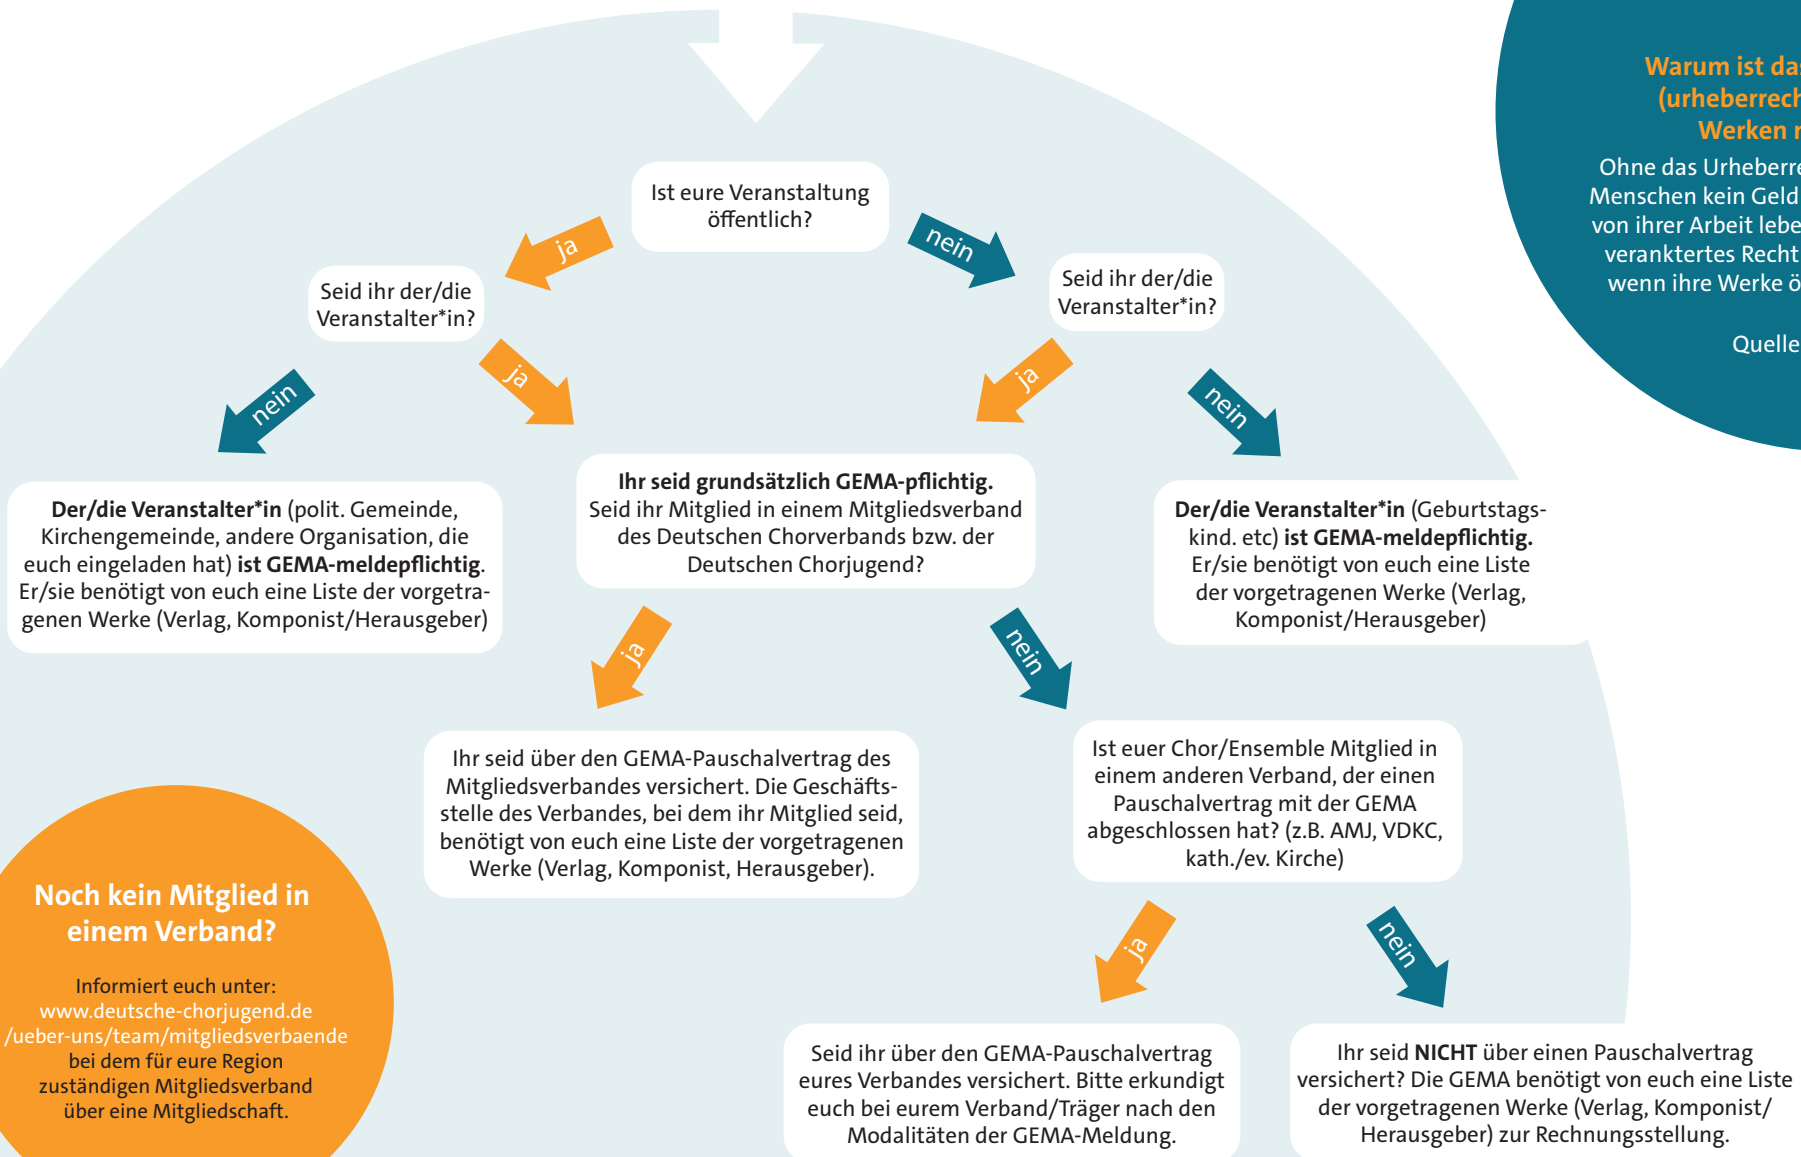 Warum ist das
(urheberrech
Werken r
Ohne das Urheberre
Menschen kein Geld
von ihrer Arbeit lebe
veranktertes Recht
wenn ihre Werke ö
Quelle
Ist eure Veranstaltung
öffentlich?
ja
nein
Seid ihr der/die
Veranstalter*in?
Seid ihr der/die
Veranstalter*in?
nein
ja
ja
nein
Der/die Veranstalter*in (polit. Gemeinde,
Kirchengemeinde, andere Organisation, die
euch eingeladen hat) ist GEMA-meldepflichtig.
Er/sie benötigt von euch eine Liste der vorgetra-
genen Werke (Verlag, Komponist/Herausgeber)
Ihr seid grundsätzlich GEMA-pflichtig.
Seid ihr Mitglied in einem Mitgliedsverband
des Deutschen Chorverbands bzw. der
Deutschen Chorjugend?
Der/die Veranstalter*in (Geburtstags-
kind. etc) ist GEMA-meldepflichtig.
Er/sie benötigt von euch eine Liste
der vorgetragenen Werke (Verlag,
Komponist/Herausgeber)
ja
nein
Ihr seid über den GEMA-Pauschalvertrag des
Mitgliedsverbandes versichert. Die Geschäfts-
stelle des Verbandes, bei dem ihr Mitglied seid,
benötigt von euch eine Liste der vorgetragenen
Werke (Verlag, Komponist, Herausgeber).
Ist euer Chor/Ensemble Mitglied in
einem anderen Verband, der einen
Pauschalvertrag mit der GEMA
abgeschlossen hat? (z.B. AMJ, VDKC,
kath./ev. Kirche)
ja
nein
Noch kein Mitglied in
einem Verband?
Informiert euch unter:
www.deutsche-chorjugend.de
/ueber-uns/team/mitgliedsverbaende
bei dem für eure Region
zuständigen Mitgliedsverband
über eine Mitgliedschaft.
Seid ihr über den GEMA-Pauschalvertrag
eures Verbandes versichert. Bitte erkundigt
euch bei eurem Verband/Träger nach den
Modalitäten der GEMA-Meldung.
Ihr seid NICHT über einen Pauschalvertrag
versichert? Die GEMA benötigt von euch eine Liste
der vorgetragenen Werke (Verlag, Komponist/
Herausgeber) zur Rechnungsstellung.